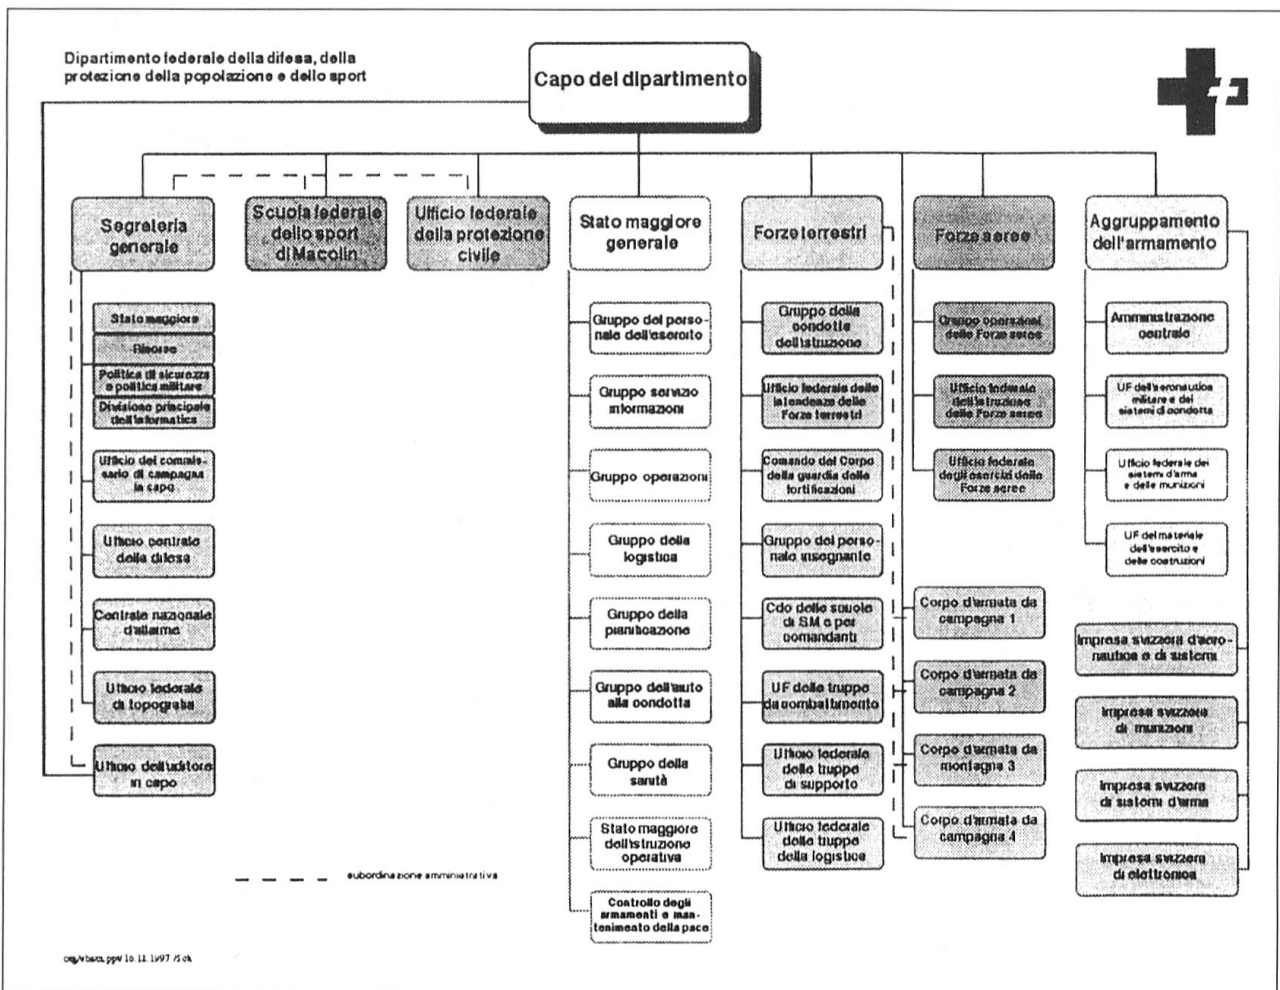 Dipartimento federale della difesa, della
protezione della popolazione e dello sport
Capo del dipartimento
Segreteria
generale
Scuola federale
dello sport
di Macolin
Ufficio federale
della protezione
civile
Stato maggiore
generale
Forze terrestri
Forze aeree
Aggruppamento
dell'armamento
Stato maggiore
Risorse
Politica di sicurezza
e politica militare
Divisione principale
dell'informatica
Ufficio del commis-
sario di campagna
in capo
Ufficio centrale
della difesa
Centrale nazionale
d'allarme
Ufficio federale
di topografia
Ufficio dell'uditore
in capo
Gruppo del perso-
nale dell'esercito
Gruppo servizio
informazioni
Gruppo operazioni
Gruppo della
logistica
Gruppo della
pianificazione
Gruppo dell'aiuto
alla condotta
Gruppo della
sanità
Stato maggiore
dell'istruzione
operativa
Controllo degli
armamenti e man-
tenimento della pace
Gruppo della
condotta
dell'istruzione
Ufficio federale delle
intendenze delle
Forze terrestri
Comando del Corpo
della guardia delle
fortificazioni
Gruppo del perso-
nale insegnante
Cdo delle scuole
di SM e per
comandanti
UF delle truppe
da combattimento
Ufficio federale
delle truppe
di supporto
Ufficio federale
delle truppe
della logistica
Gruppo operazioni
delle Forze aeree
Ufficio federale
dell'istruzione
delle Forze aeree
Ufficio federale
degli esercizi delle
Forze aeree
Corpo d'armata da
campagna 1
Corpo d'armata da
campagna 2
Corpo d'armata da
montagna 3
Corpo d'armata da
campagna 4
Amministrazione
centrale
UF dell'aeronautica
militare e dei
sistemi di condotta
Ufficio federale dei
sistemi d'arma
e delle munizioni
UF del materiale
dell'esercito e
delle costruzioni
Impresa svizzera d'aero-
nautica e di sistemi
Impresa svizzera
di munizioni
Impresa svizzera
di sistemi d'arma
Impresa svizzera
di elettronica
subordinazione amministrativa